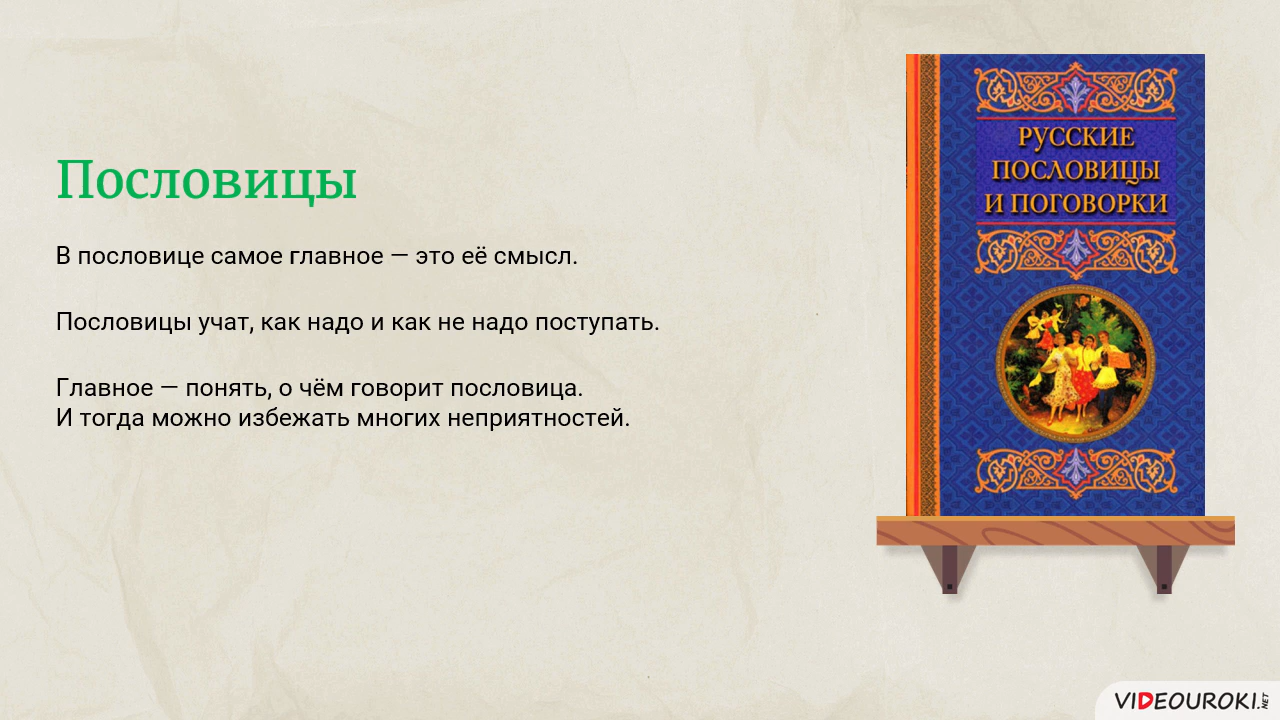 Пословицы
В пословице самое главное — это её смысл.
Пословицы учат, как надо и как не надо поступать.
Главное — понять, о чём говорит пословица.
И тогда можно избежать многих неприятностей.
РУССКИЕ
ПОСЛОВИЦЫ
И ПОГОВОРКИ
VIDEOUROKI.NET